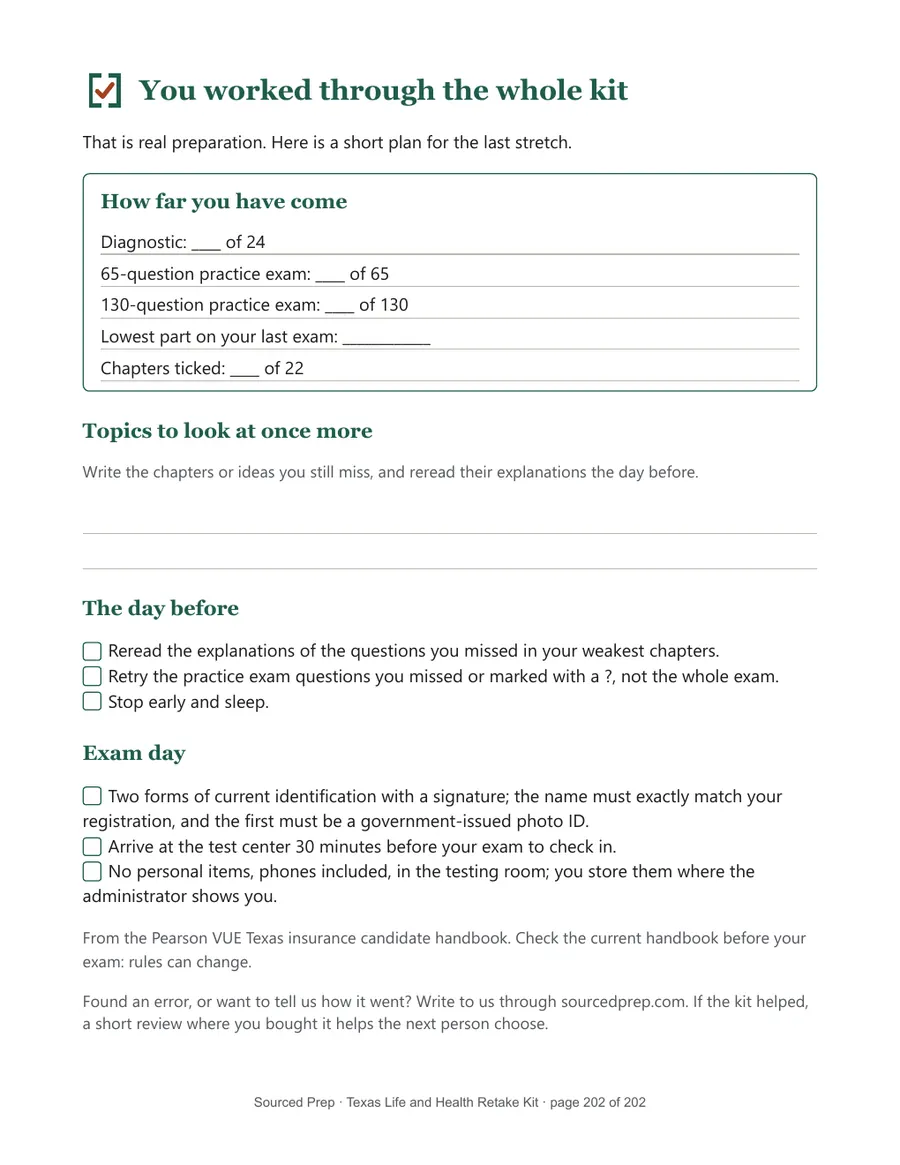 You worked through the whole kit
That is real preparation. Here is a short plan for the last stretch.
How far you have come
Diagnostic: ___ of 24
65-question practice exam: ___ of 65
130-question practice exam: ___ of 130
Lowest part on your last exam: __________
Chapters ticked: ___ of 22
Topics to look at once more
Write the chapters or ideas you still miss, and reread their explanations the day before.
The day before
Reread the explanations of the questions you missed in your weakest chapters.
Retry the practice exam questions you missed or marked with a ?, not the whole exam.
Stop early and sleep.
Exam day
Two forms of current identification with a signature; the name must exactly match your
registration, and the first must be a government-issued photo ID.
Arrive at the test center 30 minutes before your exam to check in.
No personal items, phones included, in the testing room; you store them where the
administrator shows you.
From the Pearson VUE Texas insurance candidate handbook. Check the current handbook before your
exam: rules can change.
Found an error, or want to tell us how it went? Write to us through sourcedprep.com. If the kit helped,
a short review where you bought it helps the next person choose.
Sourced Prep · Texas Life and Health Retake Kit · page 202 of 202